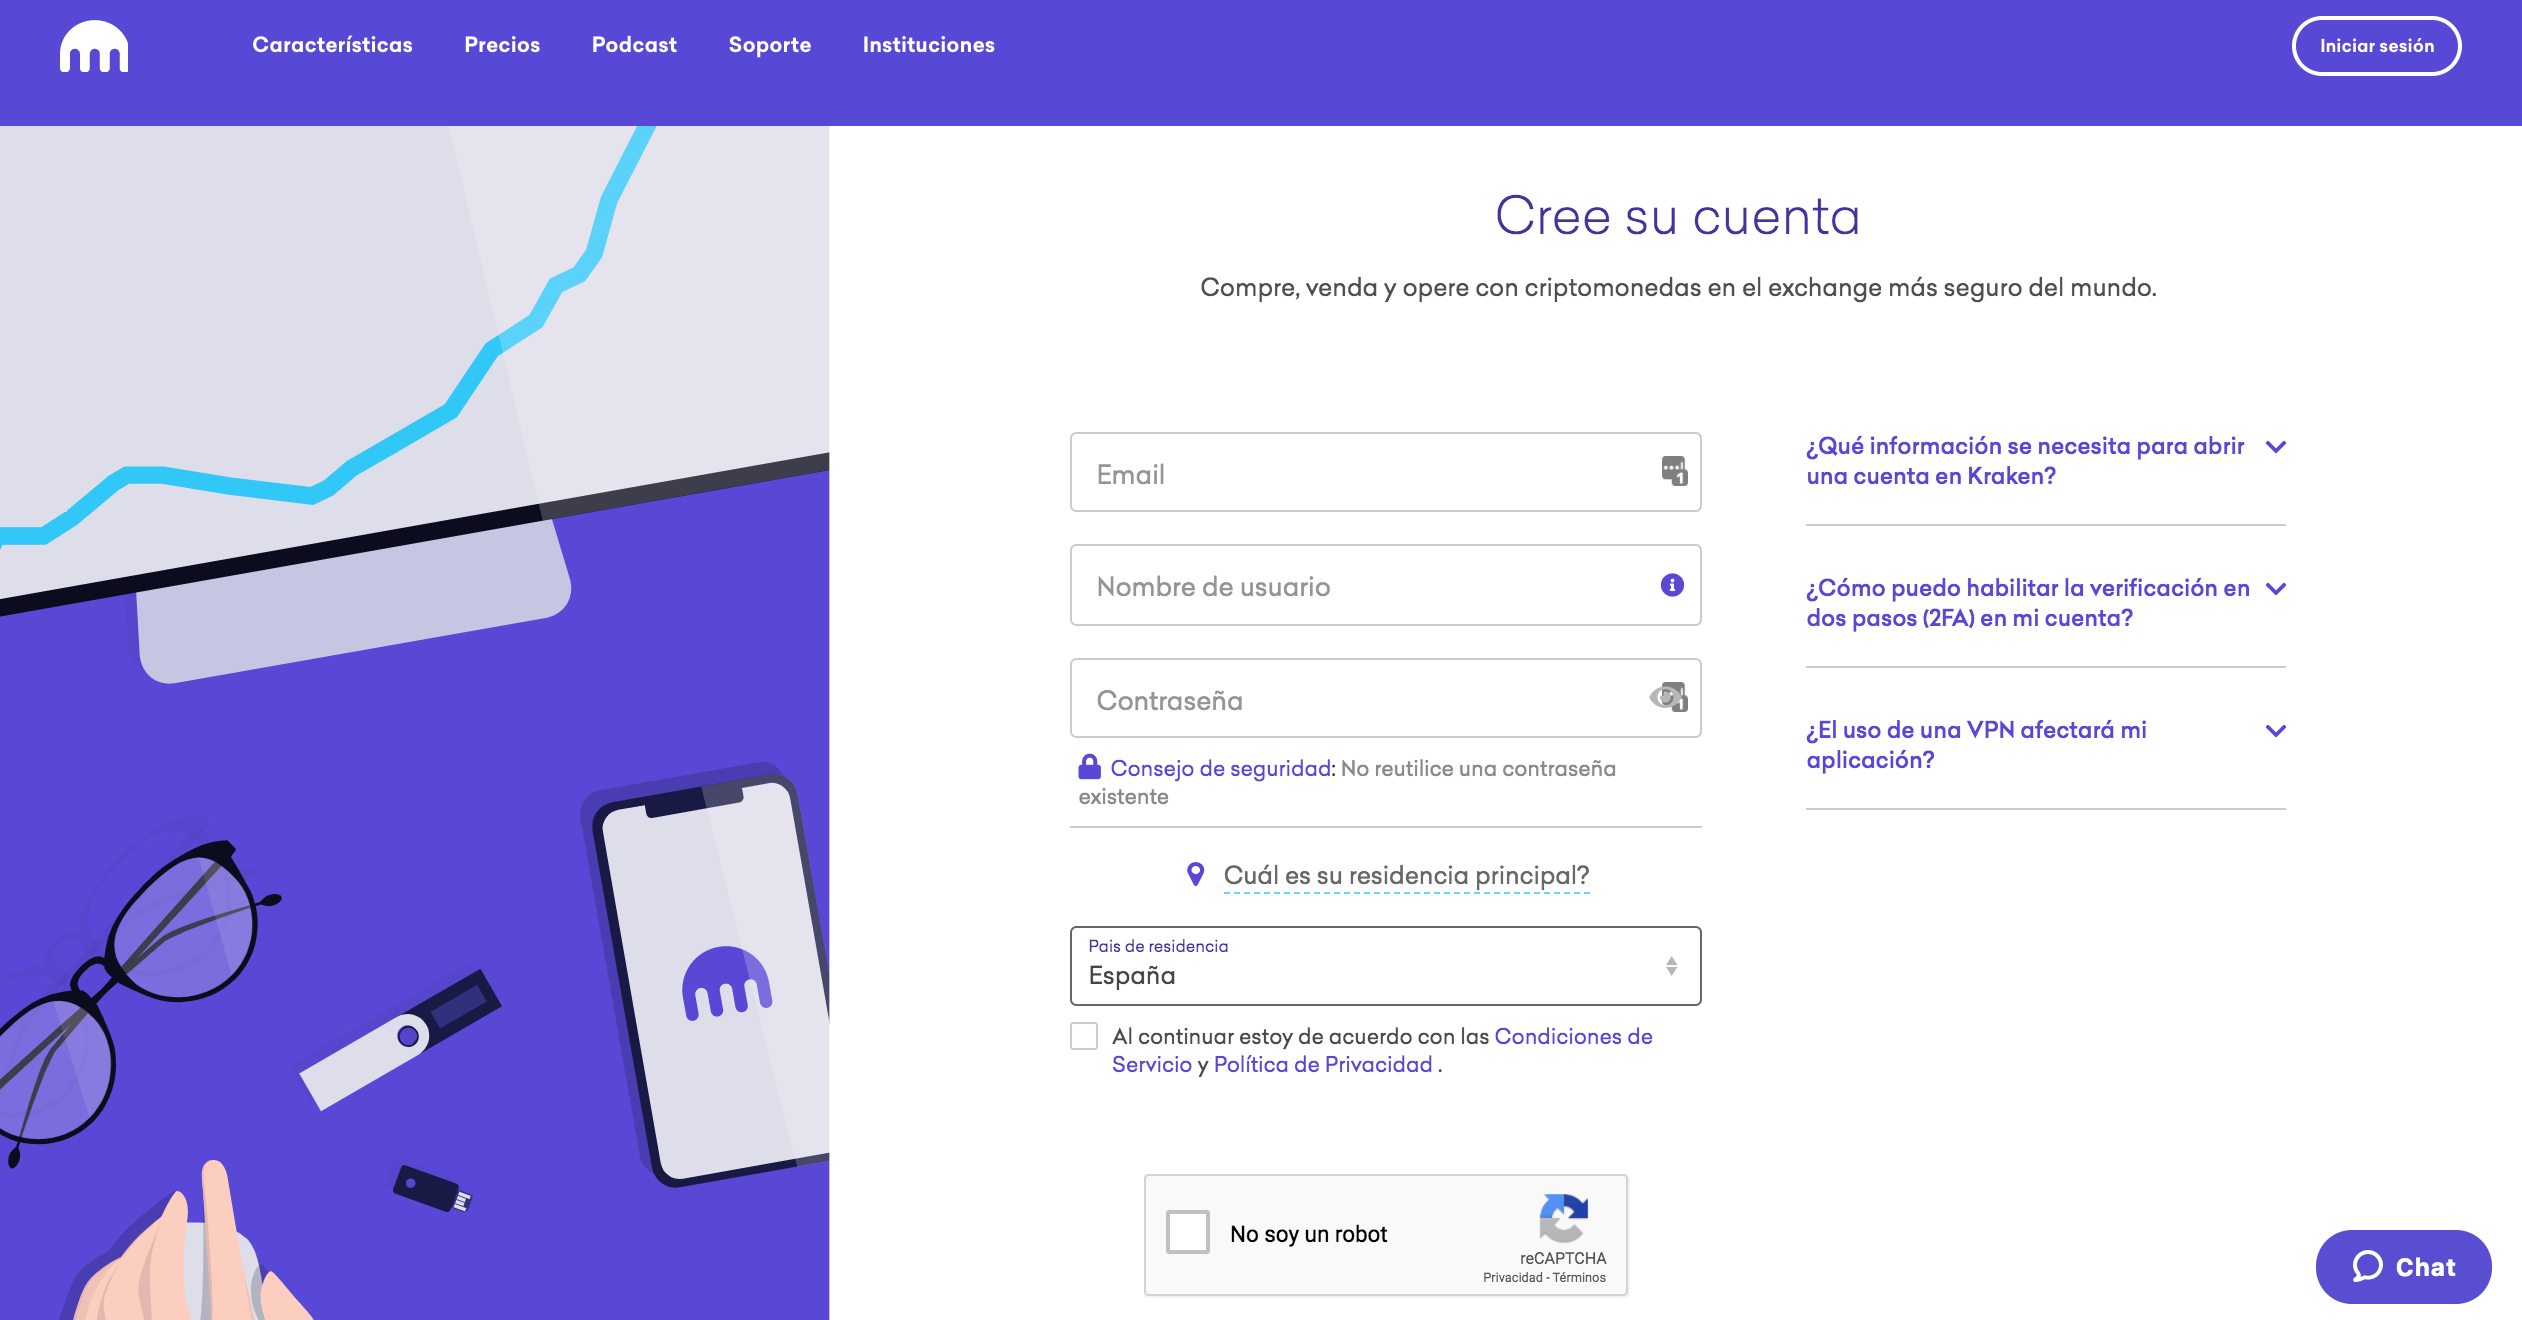 Características
Precios
Podcast
Soporte
Instituciones
Iniciar sesión
Cree su cuenta
Compre, venda y opere con criptomonedas en el exchange más seguro del mundo.
Email
1
Nombre de usuario
Contraseña
1
Consejo de seguridad: No reutilice una contraseña
existente
Cuál es su residencia principal?
Pais de residencia
España
Al continuar estoy de acuerdo con las Condiciones de
Servicio y Política de Privacidad .
No soy un robot
reCAPTCHA
Privacidad - Términos
¿Qué información se necesita para abrir
una cuenta en Kraken?
¿Cómo puedo habilitar la verificación en
dos pasos (2FA) en mi cuenta?
¿El uso de una VPN afectará mi
aplicación?
Chat